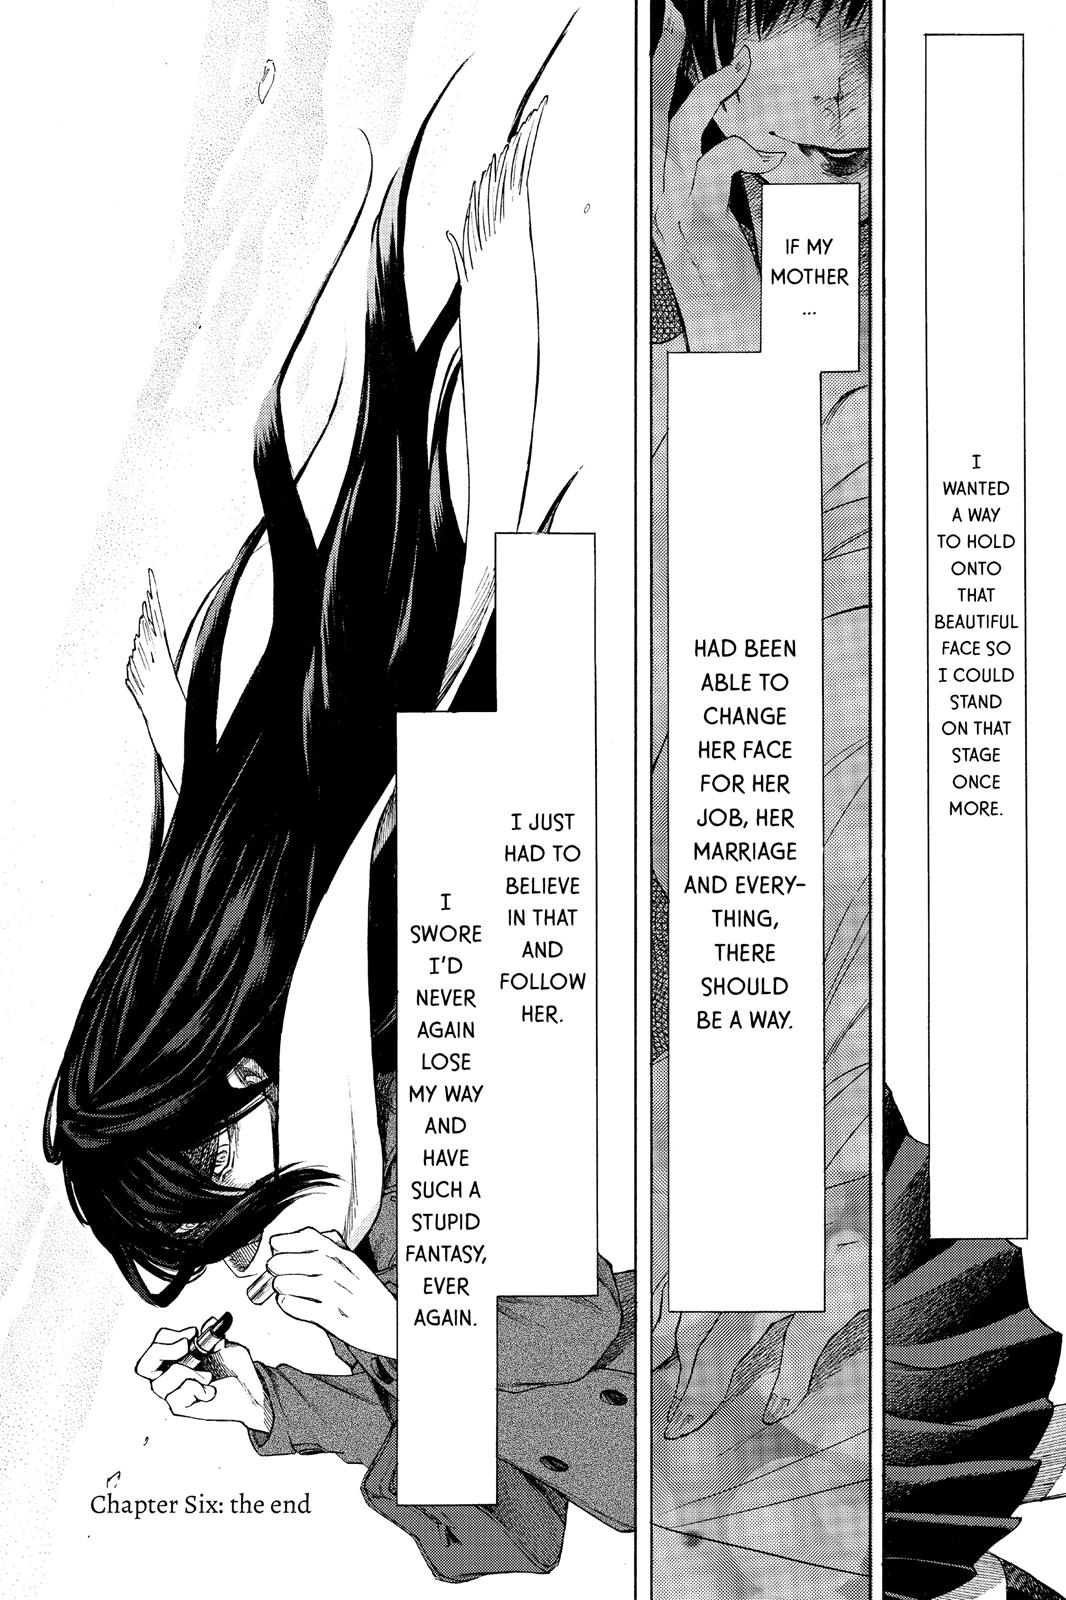 I
WANTED
A WAY
TO HOLD
ONTO
THAT
BEAUTIFUL
FACE SO
I COULD
STAND
ON THAT
STAGE
ONCE
MORE.
IF MY
MOTHER
...
HAD BEEN
ABLE TO
CHANGE
HER FACE
FOR HER
JOB, HER
MARRIAGE
AND EVERY-
THING,
THERE
SHOULD
BE A WAY.
I JUST
HAD TO
BELIEVE
IN THAT
AND
FOLLOW
HER.
I
SWORE
I'D
NEVER
AGAIN
LOSE
MY WAY
AND
HAVE
SUCH A
STUPID
FANTASY,
EVER
AGAIN.
Chapter Six: the end